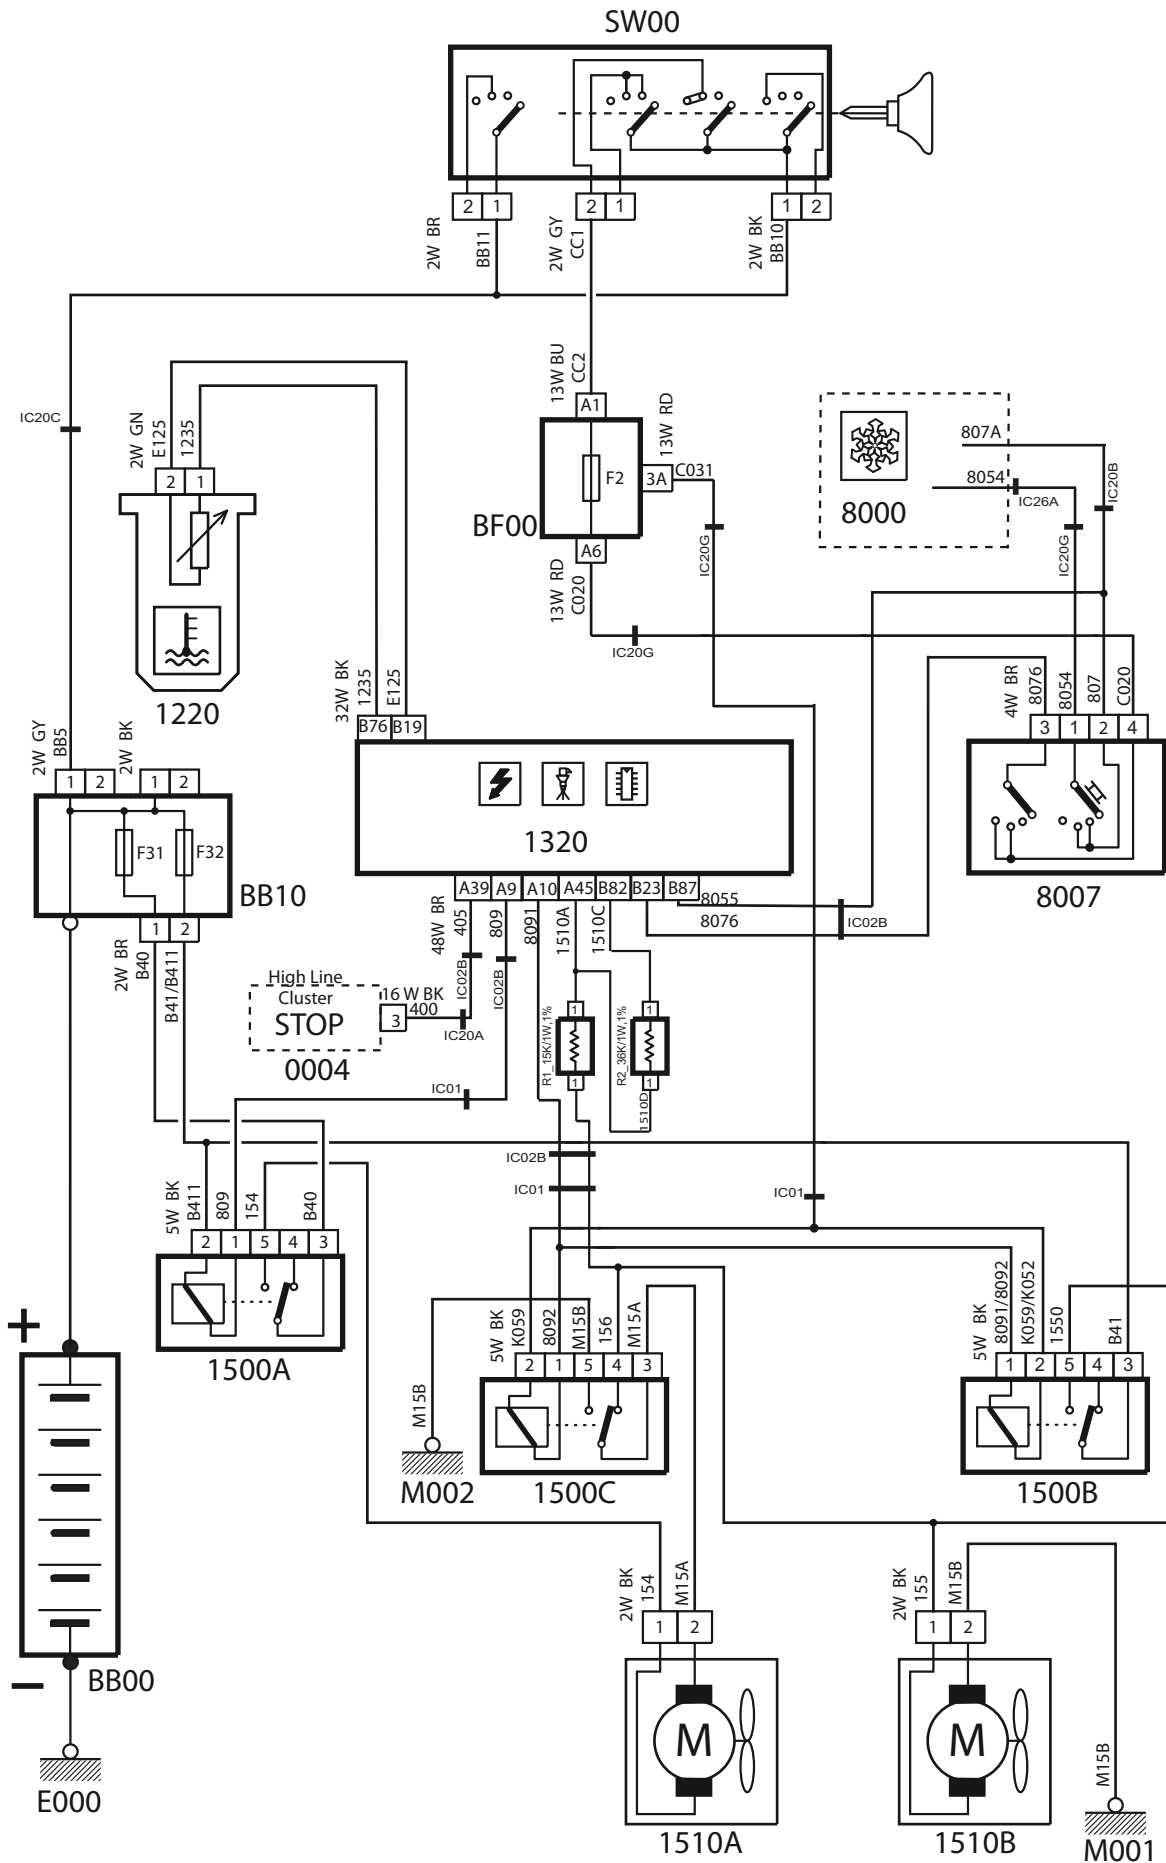 SW00
2
1
2
1
1
2
2W BR
BB11
2W GY
CC1
2W BK
BB10
13W BU
CC2
A1
13W RD
3A
C031
F2
BF00
A6
13W RD
C020
IC20G
IC20G
807A
8054
IC20B
IC26A
8000
IC20G
IC20C
2W GN
E125
1235
2
1
1220
32W BK
1235
E125
B76
B19
1320
4W BR
8076
8054
807
C020
3
1
2
4
8007
2W GY
BB5
2W BK
1
2
1
2
F31
F32
BB10
1
2
2W BR
B40
B41/B411
A39
A9
A10
A45
B82
B23
B87
8055
8076
IC02B
48W BR
405
809
8091
1510A
1510C
IC02B
IC02B
High Line
Cluster
STOP
0004
16 W BK
3
400
IC20A
1
R1_15K/1W,1%
1
1
R2_36K/1W,1%
1
1510D
IC01
IC02B
IC01
IC01
5W BK
B411
809
154
B40
2
1
5
4
3
1500A
5W BK
K059
8092
M15B
156
M15A
2
1
5
4
3
1500C
5W BK
8091/8092
K059/K052
1550
B41
1
2
5
4
3
1500B
M15B
M002
+
BB00
–
E000
2W BK
154
M15A
1
2
M
1510A
2W BK
155
M15B
1
2
M
1510B
M15B
M001